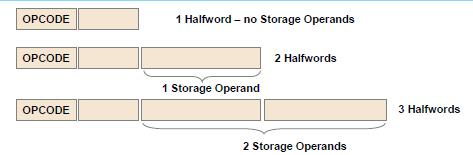 OPCODE 1 Halfword – no Storage Operands
OPCODE 2 Halfwords
1 Storage Operand
OPCODE 3 Halfwords
2 Storage Operands